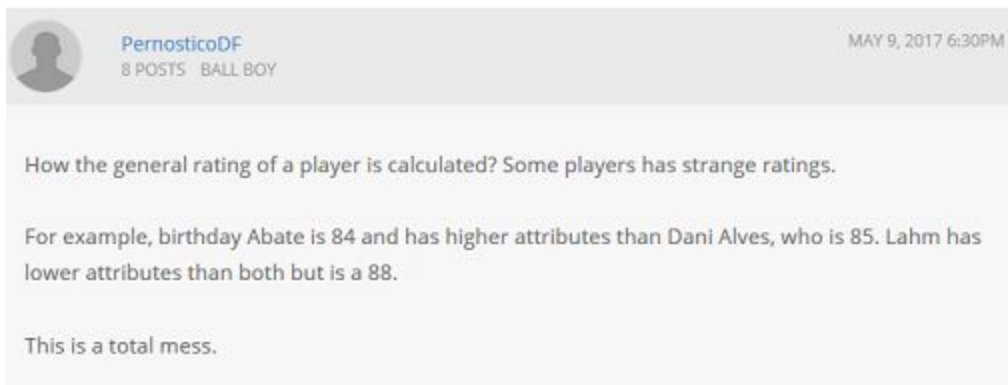 PernosticoDF
MAY 9, 2017 6:30PM
8 POSTS BALL BOY
How the general rating of a player is calculated? Some players has strange ratings.
For example, birthday Abate is 84 and has higher attributes than Dani Alves, who is 85. Lahm has
lower attributes than both but is a 88.
This is a total mess.